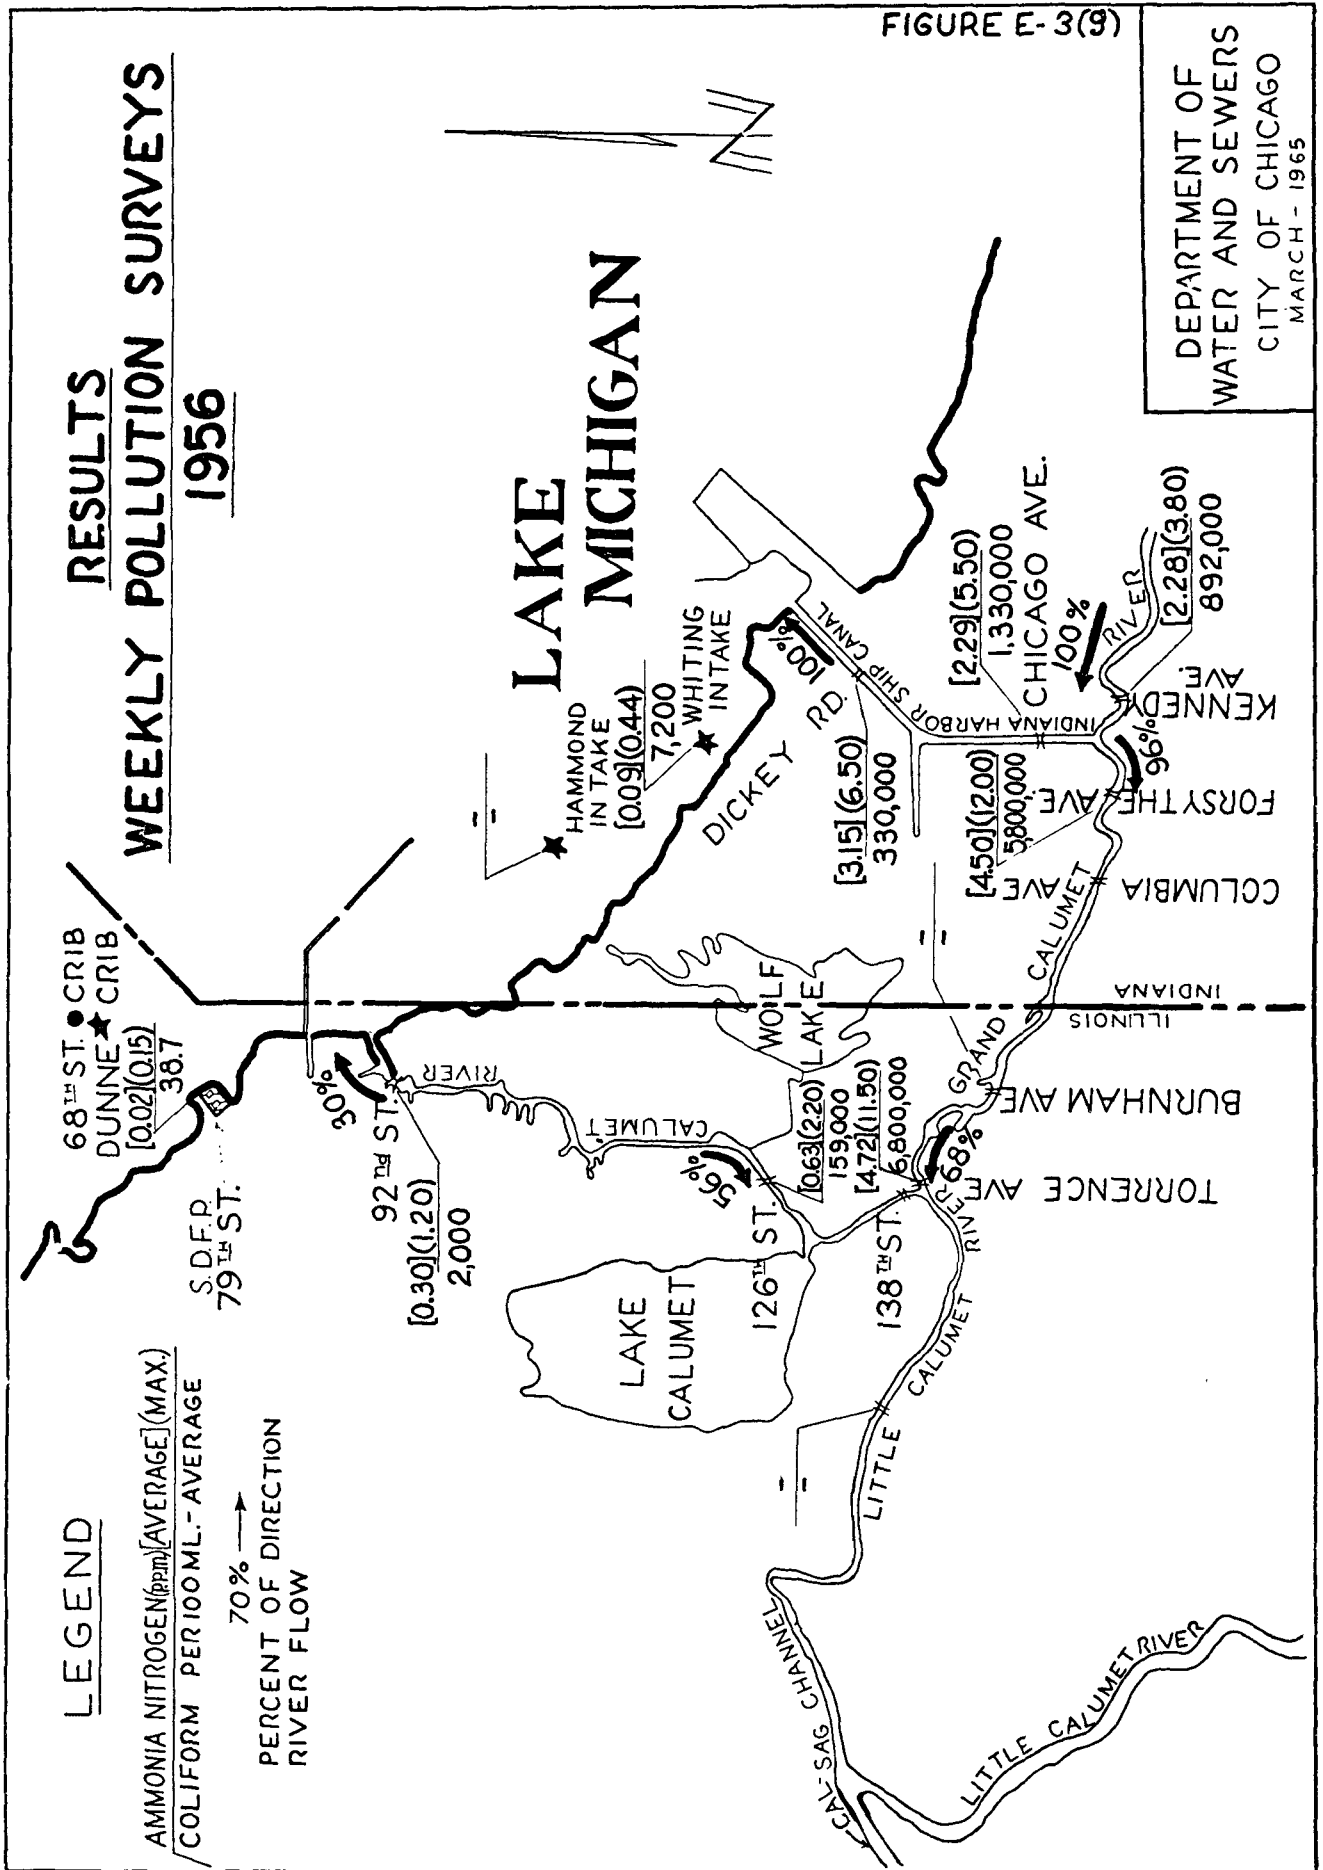 FIGURE E-3(9)
RESULTS
WEEKLY POLLUTION SURVEYS
1956
DEPARTMENT OF
WATER AND SEWERS
CITY OF CHICAGO
MARCH - 1965
N
LAKE
MICHIGAN
68TH ST. CRIB
DUNNE CRIB
[0.02](0.15)
38.7
S.D.F.P.
79TH ST.
30%
92nd ST.
[0.30](1.20)
2,000
HAMMOND
INTAKE
[0.09](0.44)
7,200
WHITING
INTAKE
DICKEY RD.
100%
INDIANA HARBOR SHIP CANAL
[3.15](6.50)
330,000
[2.29](5.50)
1,330,000
CHICAGO AVE.
100%
RIVER
[2.28](3.80)
892,000
KENNEDY
AVE.
96%
[4.50](12.00)
5,800,000
FORSYTHE AVE.
COLUMBIA AVE
GRAND CALUMET
INDIANA
ILLINOIS
WOLF
LAKE
CALUMET RIVER
56%
126TH ST.
[0.63](2.20)
159,000
[4.72](11.50)
6,800,000
138TH ST.
BURNHAM AVE
68%
TORRENCE AVE
LAKE
CALUMET
LITTLE CALUMET RIVER
CAL-SAG CHANNEL
LITTLE CALUMET RIVER
LEGEND
AMMONIA NITROGEN(ppm)[AVERAGE](MAX.)
COLIFORM PER 100 ML.-AVERAGE
70%
PERCENT OF DIRECTION
RIVER FLOW